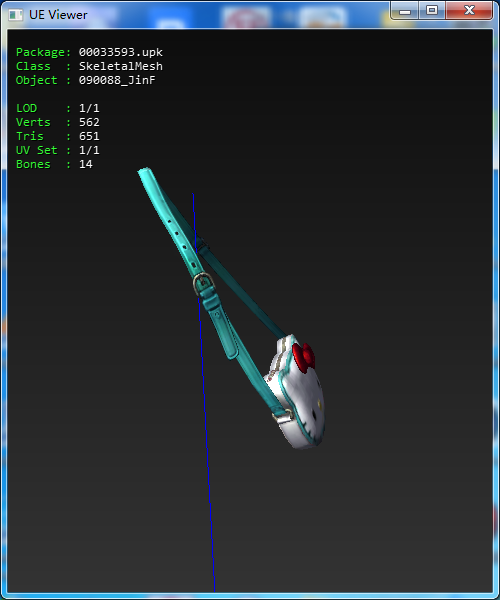 UE Viewer
Package: 00033593.upk
Class : SkeletalMesh
Object : 090088_JinF
LOD : 1/1
Verts : 562
Tris : 651
UV Set : 1/1
Bones : 14